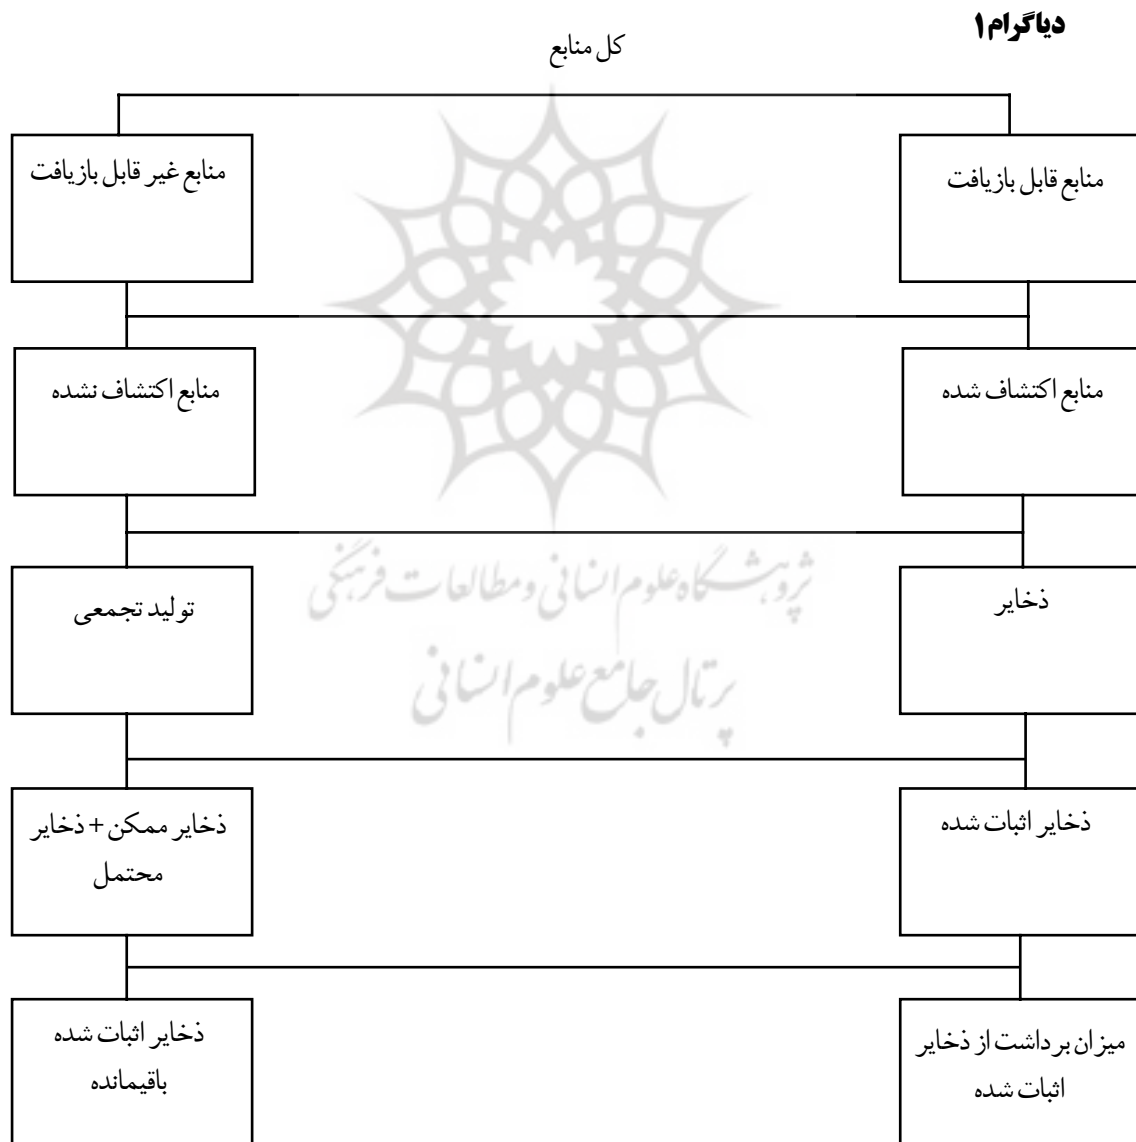 دیاگرام۱
کل منابع
منابع قابل بازیافت
منابع غیر قابل بازیافت
منابع اکتشاف شده
منابع اکتشاف نشده
پژوهشگاه علوم انسانی و مطالعات فرهنگی
پرتال جامع علوم انسانی
ذخایر
تولید تجمعی
ذخایر اثبات شده
ذخایر ممکن + ذخایر
محتمل
میزان برداشت از ذخایر
اثبات شده
ذخایر اثبات شده
باقیمانده